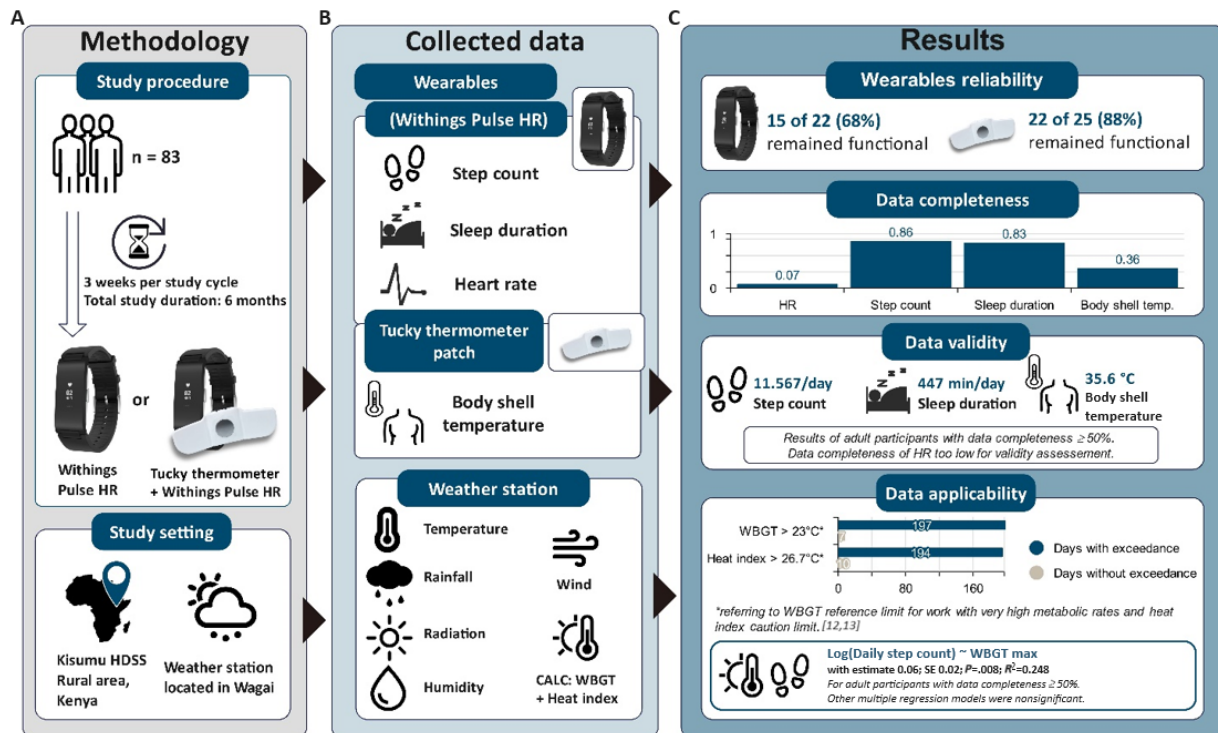 A
Methodology
Study procedure
n = 83
3 weeks per study cycle
Total study duration: 6 months
or
Withings
Pulse HR
Tucky thermometer
+ Withings Pulse HR
Study setting
Kisumu HDSS
Rural area,
Kenya
Weather station
located in Wagai
B
Collected data
Wearables
(Withings Pulse HR)
Step count
Sleep duration
Heart rate
Tucky thermometer
patch
Body shell
temperature
Weather station
Temperature
Rainfall
Radiation
Humidity
Wind
CALC: WBGT
+ Heat index
C
Results
Wearables reliability
15 of 22 (68%)
remained functional
22 of 25 (88%)
remained functional
Data completeness
1
0
0.07
0.86
0.83
0.36
HR
Step count
Sleep duration
Body shell temp.
Data validity
11.567/day
Step count
447 min/day
Sleep duration
35.6 °C
Body shell
temperature
Results of adult participants with data completeness ≥ 50%.
Data completeness of HR too low for validity assessement.
Data applicability
WBGT > 23°C*
197
7
Heat index > 26.7°C*
194
10
0
80
160
Days with exceedance
Days without exceedance
*referring to WBGT reference limit for work with very high metabolic rates and heat
index caution limit. [12,13]
Log(Daily step count) ~ WBGT max
with estimate 0.06; SE 0.02; P=.008; R²=0.248
For adult participants with data completeness ≥ 50%.
Other multiple regression models were nonsignificant.